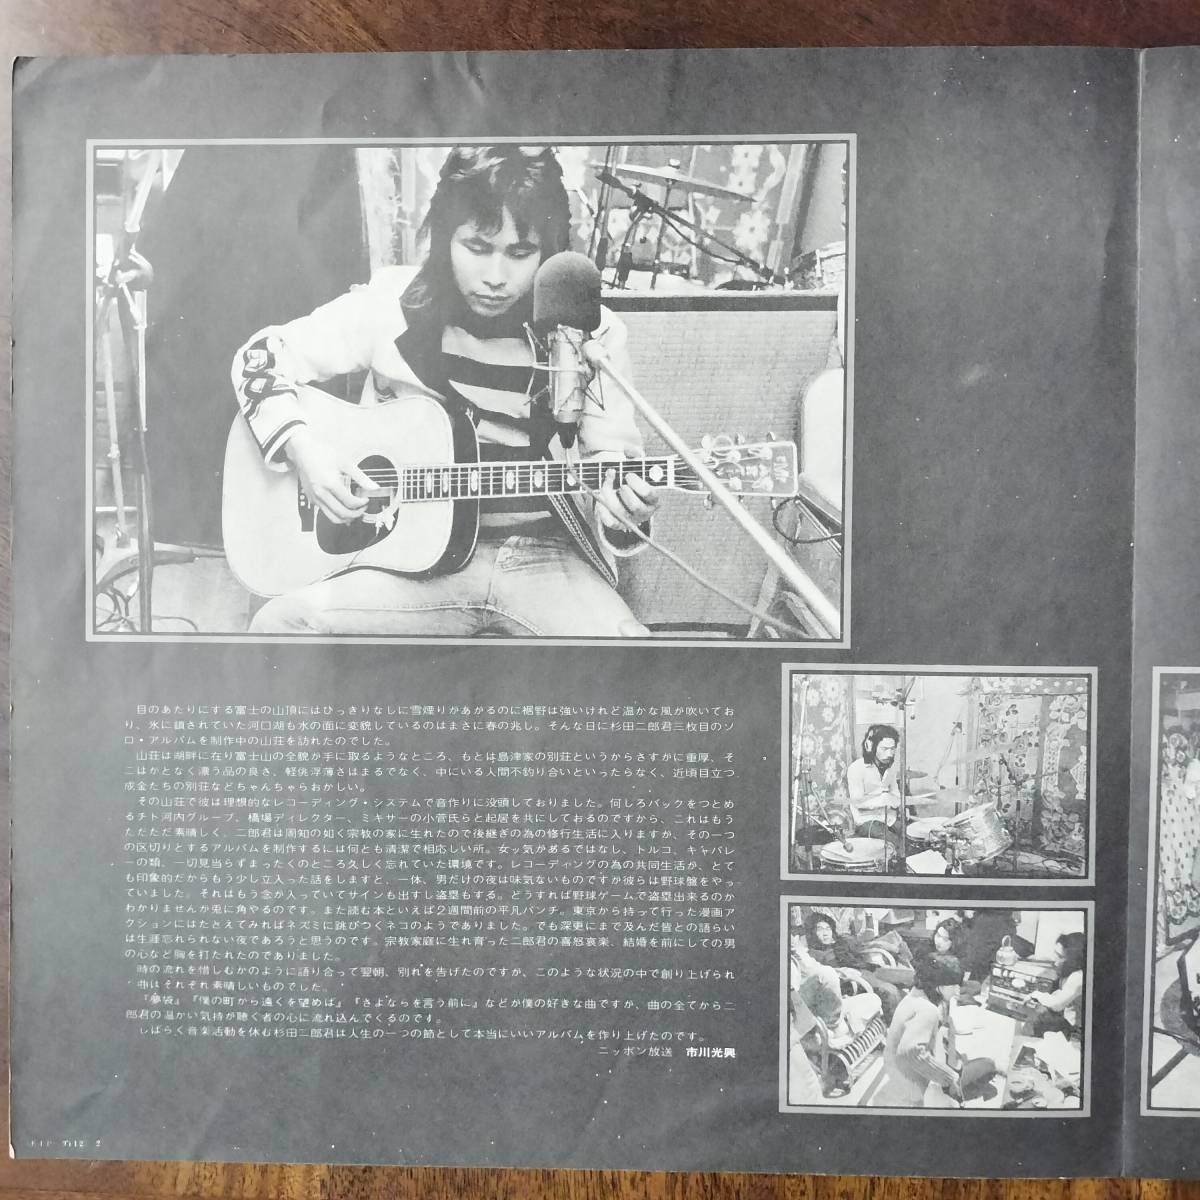 目のあたりにする富士の山頂にはひっきりなしに雪煙りがあがるのに裾野は強いけれど温かな風が吹いてお
り、氷に鎖されていた河口湖も水の面に変貌しているのはまさに春の兆し。そんな日に杉田二郎君三枚目のソ
ロ・アルバムを制作中の山荘を訪れたのでした。
山荘は湖畔に在り富士山の全貌が手に取るようなところ、もとは島津家の別荘というからさすがに重厚、そ
こはかとなく漂う品の良さ、軽佻浮薄さはまるでなく、中にいる人間不釣り合いといったらなく、近頃目立つ
成金たちの別荘などちゃんちゃらおかしい。
その山荘で彼は理想的なレコーディング・システムで音作りに没頭しておりました。何しろバックをつとめ
るチト河内グループ、橋場ディレクター、ミキサーの小菅氏らと起居を共にしておるのですから、これはもう
ただただ素晴しく、二郎君は周知の如く宗教の家に生れたので後継ぎの為の修行生活に入りますが、その一つ
の区切りとするアルバムを制作するには何とも清潔で相応しい所。女ッ気があるではなし、トルコ、キャバレ
ーの類、一切見当らずまったくのところ久しく忘れていた環境です。レコーディングの為の共同生活が、とて
も印象的だからもう少し立入った話をしますと、一体、男だけの夜は味気ないものですが彼らは野球盤をやっ
ていました。それはもう念が入っていてサインも出すし盗塁もする。どうすれば野球ゲームで盗塁出来るのか
わかりませんが兎に角やるのです。また読む本といえば2週間前の平凡パンチ。東京から持って行った漫画ア
クションにはたとえてみればネズミに跳びつくネコのようでありました。でも深更にまで及んだ皆との語らい
は生涯忘れられない夜であろうと思うのです。宗教家庭に生れ育った二郎君の喜怒哀楽、結婚を前にしての男
の心など胸を打たれたのでありました。
時の流れを惜しむかのように語り合って翌朝、別れを告げたのですが、このような状況の中で創り上げられ
曲はそれぞれ素晴しいものでした。
『夢袋』『僕の町から遠くを望めば』『さよならを言う前に』などが僕の好きな曲ですが、曲の全てから二
郎君の温かい気持が聴く者の心に流れ込んでくるのです。
しばらく音楽活動を休む杉田二郎君は人生の一つの節として本当にいいアルバムを作り上げたのです。
ニッポン放送 市川光興